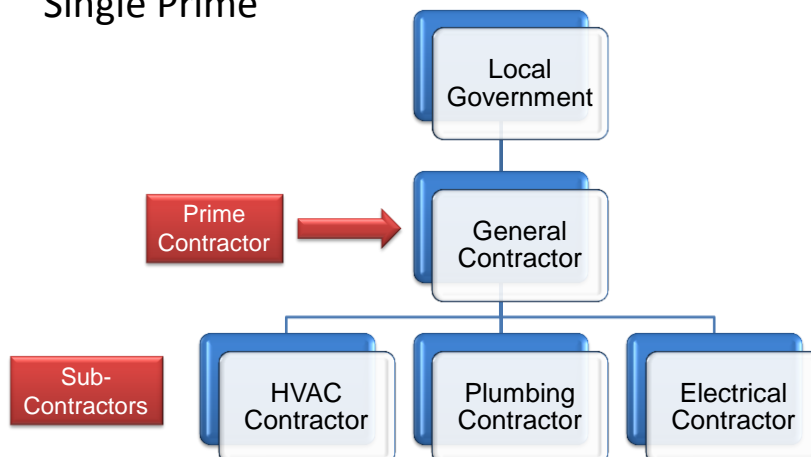 Single Prime
Local
Government
Prime
Contractor
General
Contractor
Sub-
Contractors
HVAC
Contractor
Plumbing
Contractor
Electrical
Contractor